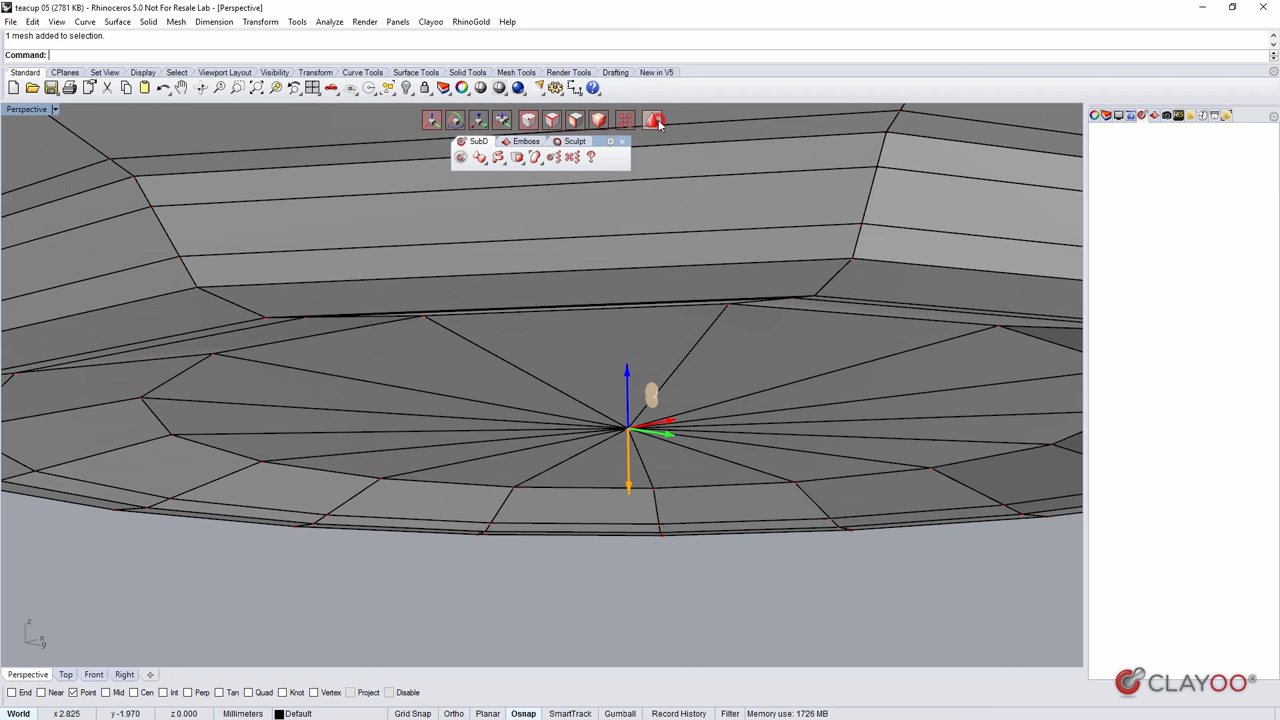 teacup 05 (2781 KB) - Rhinoceros 5.0 Not For Resale Lab - [Perspective]
File Edit View Curve Surface Solid Mesh Dimension Transform Tools Analyze Render Panels Clayoo RhinoGold Help
1 mesh added to selection.
Command:
Standard CPlanes Set View Display Select Viewport Layout Visibility Transform Curve Tools Surface Tools Solid Tools Mesh Tools Render Tools Drafting New in V5
Perspective
SubD Emboss Sculpt
z
x
y
Perspective Top Front Right
End Near Point Mid Cen Int Perp Tan Quad Knot Vertex Project Disable
World x 2.825 y -1.970 z 0.000 Millimeters Default Grid Snap Ortho Planar Osnap SmartTrack Gumball Record History Filter Memory use: 1726 MB
CLAYOO